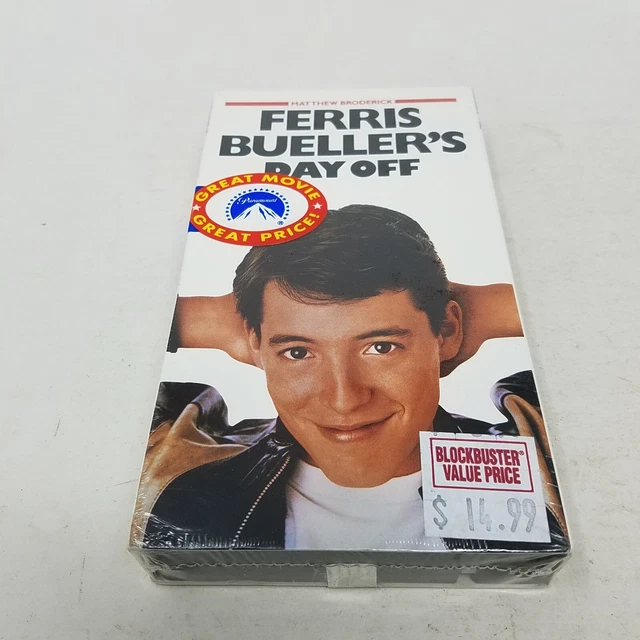 MATTHEW BRODERICK
FERRIS
BUELLER'S
DAY OFF
GREAT MOVIE
Paramount
®
GREAT PRICE!
BLOCKBUSTER®
VALUE PRICE
$ 14.99